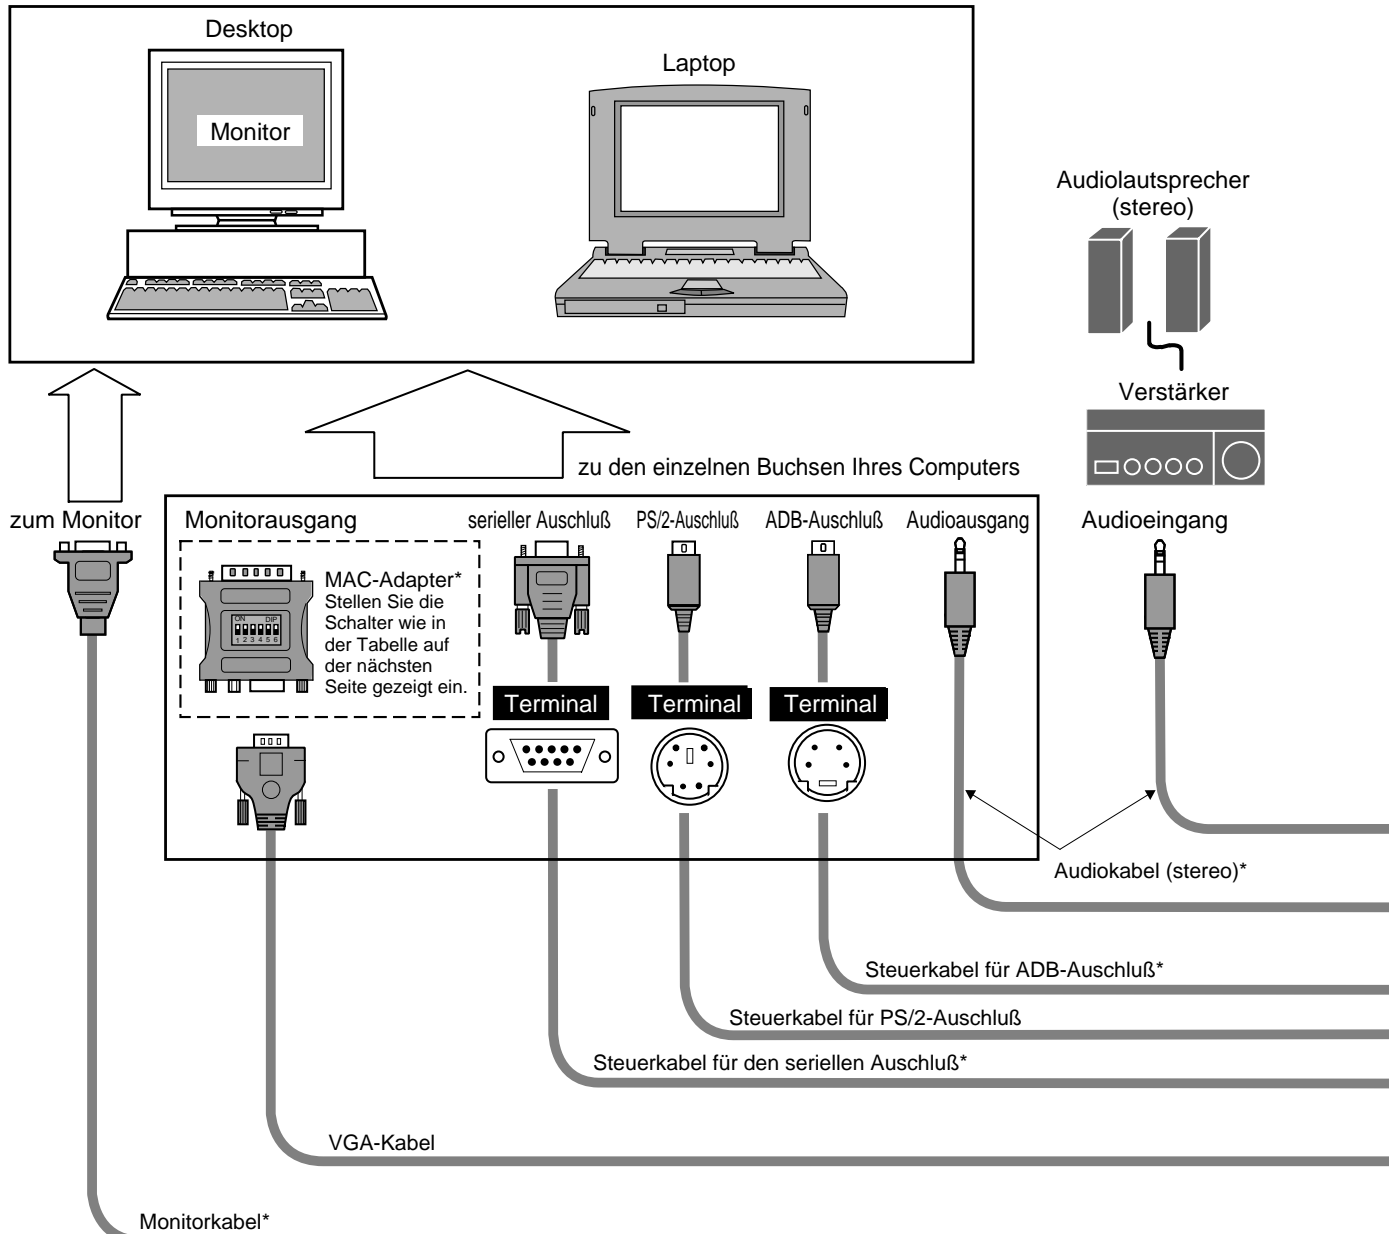 Desktop
Laptop
Monitor
Audiolautsprecher
(stereo)
Verstärker
zu den einzelnen Buchsen Ihres Computers
zum Monitor
Monitorausgang
serieller Auschluß
PS/2-Auschluß
ADB-Auschluß
Audioausgang
Audioeingang
MAC-Adapter*
Stellen Sie die
Schalter wie in
der Tabelle auf
der nächsten
Seite gezeigt ein.
ON DIP
1 2 3 4 5 6
Terminal
Terminal
Terminal
Audiokabel (stereo)*
Steuerkabel für ADB-Auschluß*
Steuerkabel für PS/2-Auschluß
Steuerkabel für den seriellen Auschluß*
VGA-Kabel
Monitorkabel*